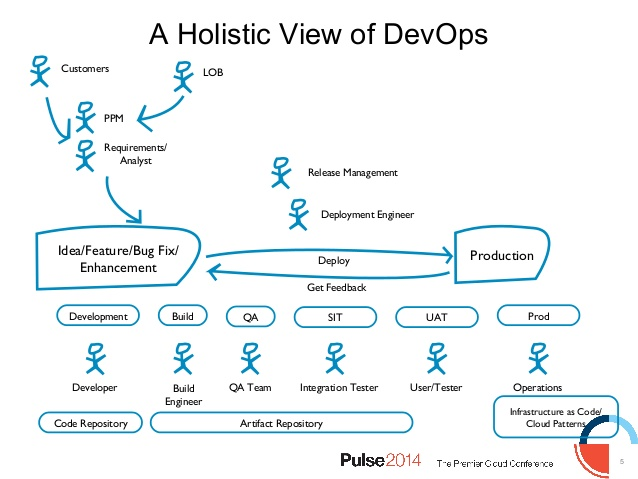 A Holistic View of DevOps
Customers
LOB
PPM
Requirements/
Analyst
Release Management
Deployment Engineer
Idea/Feature/Bug Fix/
Enhancement
Deploy
Production
Get Feedback
Development
Build
QA
SIT
UAT
Prod
Developer
Build
Engineer
QA Team
Integration Tester
User/Tester
Operations
Code Repository
Artifact Repository
Infrastructure as Code/
Cloud Patterns
Pulse2014
The Premier Cloud Conference
5